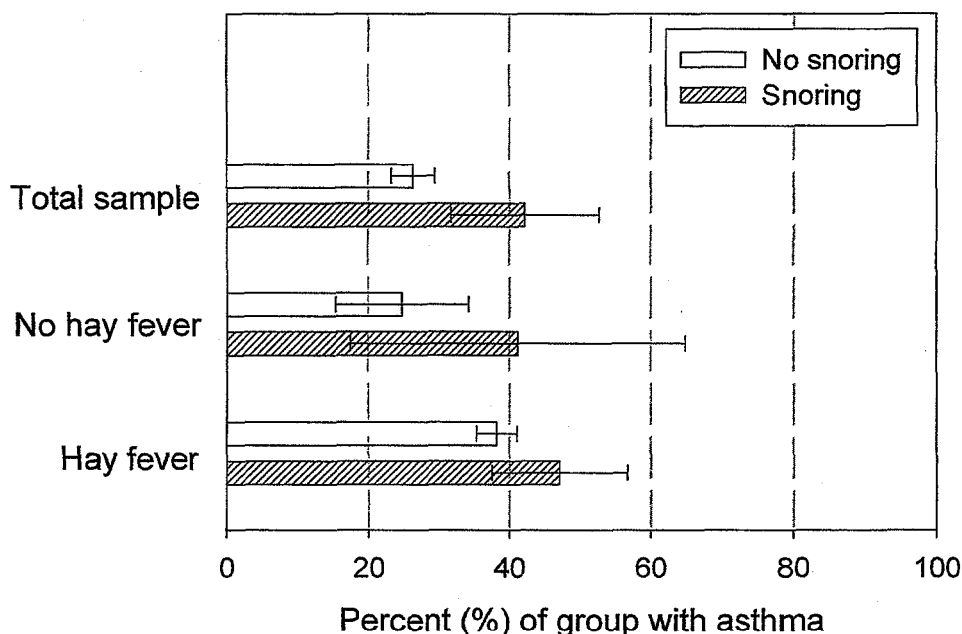 No snoring
Snoring
Total sample
No hay fever
Hay fever
0 20 40 60 80 100
Percent (%) of group with asthma